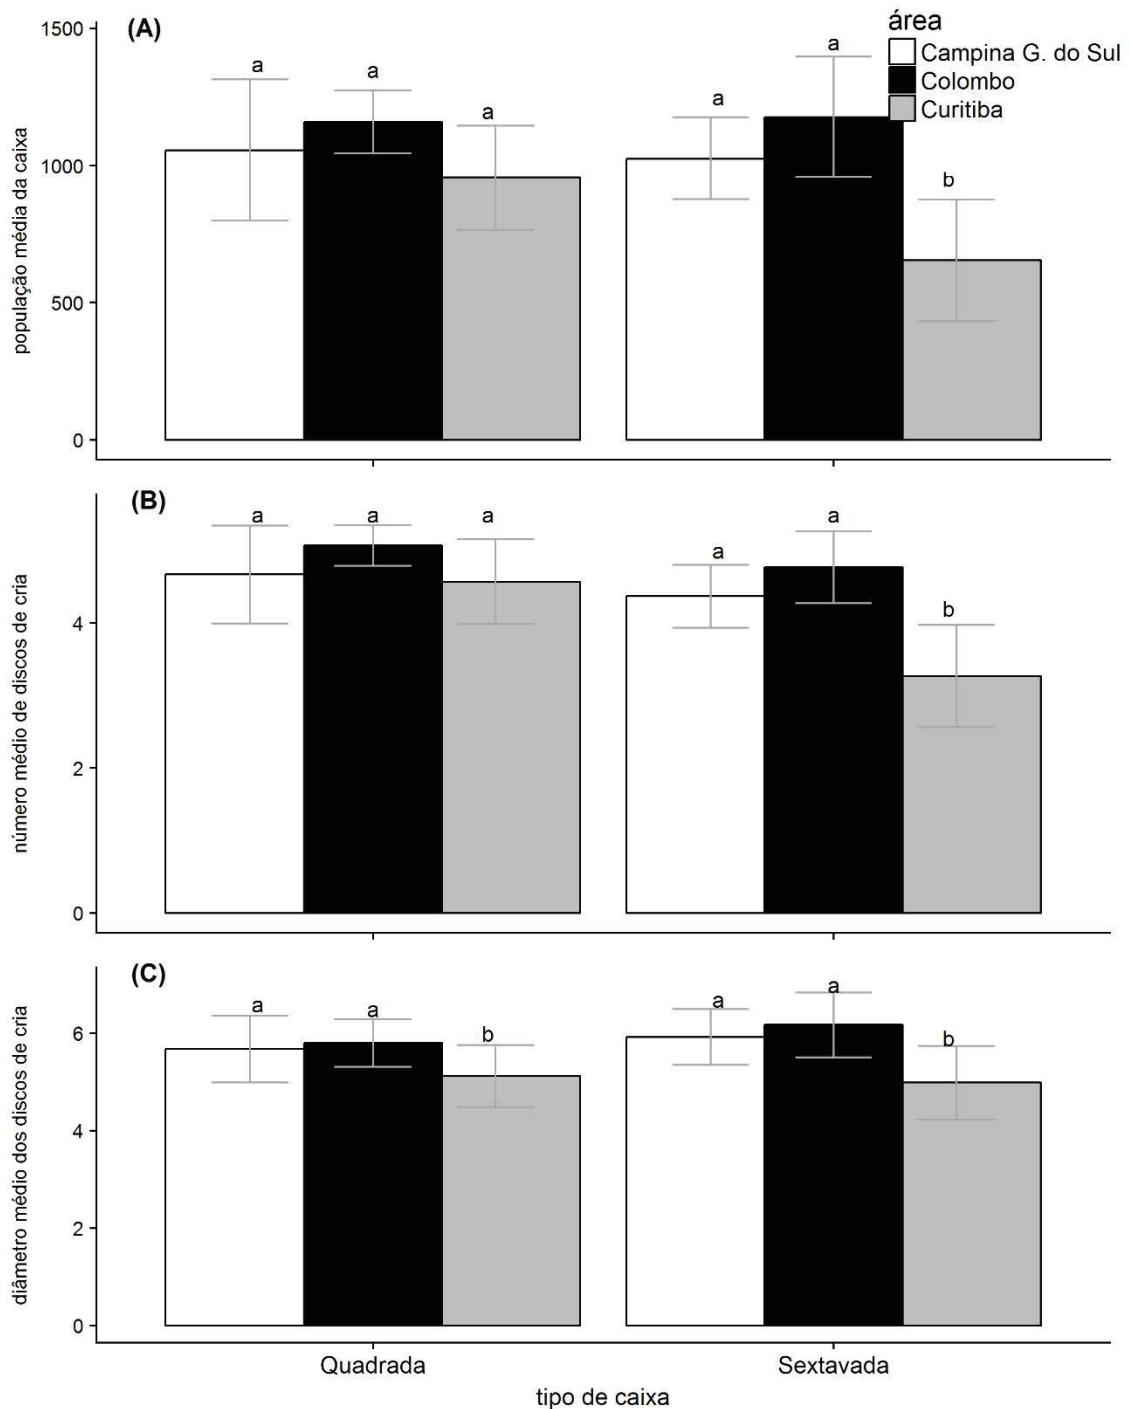 área
Campina G. do Sul
Colombo
Curitiba
(A)
população média da caixa
1500
1000
500
0
a
a
a
a
a
b
(B)
número médio de discos de cria
4
2
0
a
a
a
a
a
b
(C)
diâmetro médio dos discos de cria
6
4
2
0
a
a
b
a
a
b
Quadrada
Sextavada
tipo de caixa